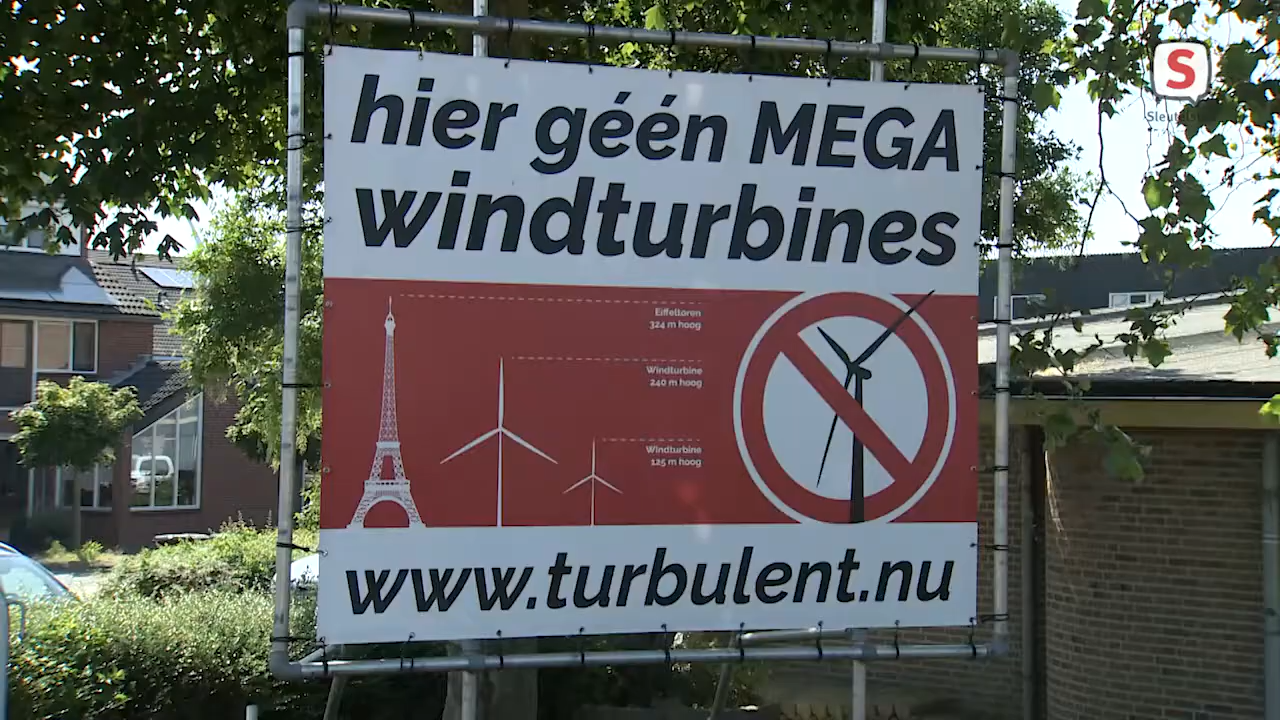 S
hier géén MEGA
windturbines
Eiffeltoren
324 m hoog
Windturbine
240 m hoog
Windturbine
125 m hoog
www.turbulent.nu